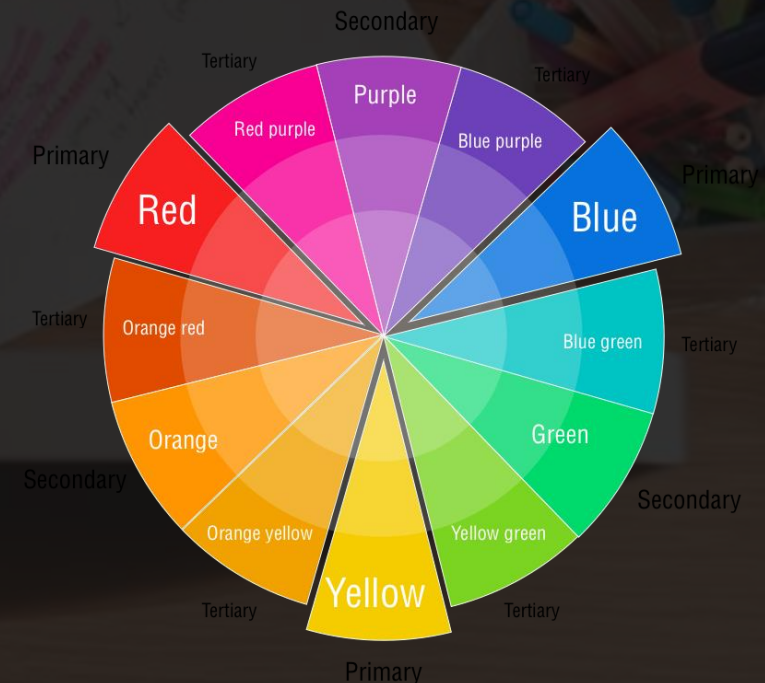 Secondary
Tertiary
Tertiary
Purple
Red purple
Blue purple
Primary
Primary
Red
Blue
Tertiary
Orange red
Blue green
Tertiary
Orange
Green
Secondary
Secondary
Orange yellow
Yellow green
Yellow
Tertiary
Tertiary
Primary